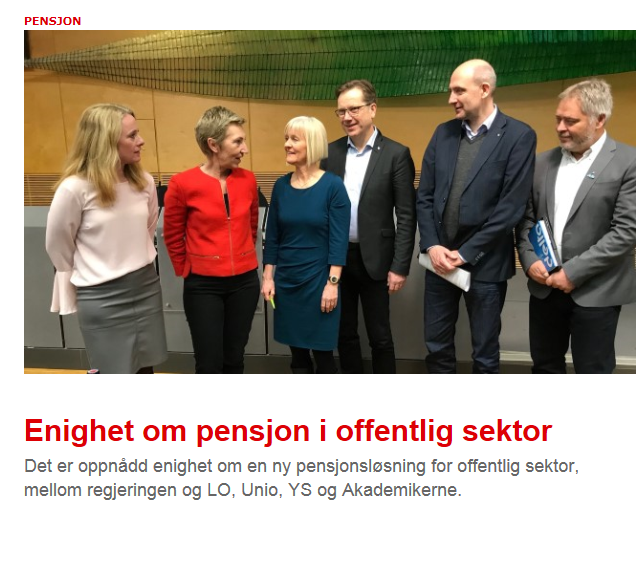 PENSJON
Enighet om pensjon i offentlig sektor
Det er oppnådd enighet om en ny pensjonsløsning for offentlig sektor,
mellom regjeringen og LO, Unio, YS og Akademikerne.